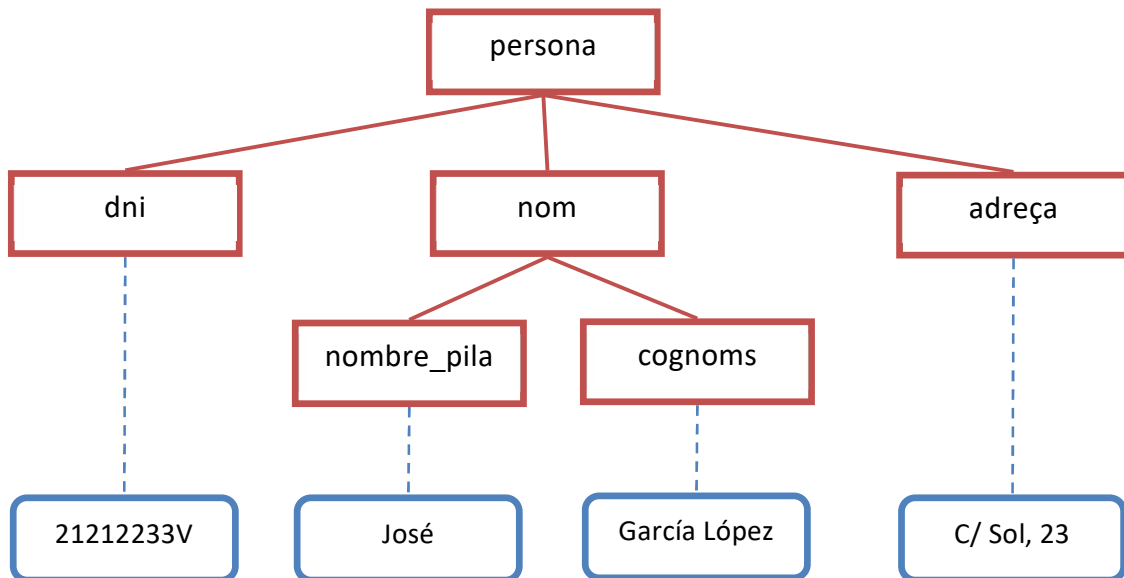 persona
dni
nom
adreça
nombre_pila
cognoms
21212233V
José
García López
C/ Sol, 23